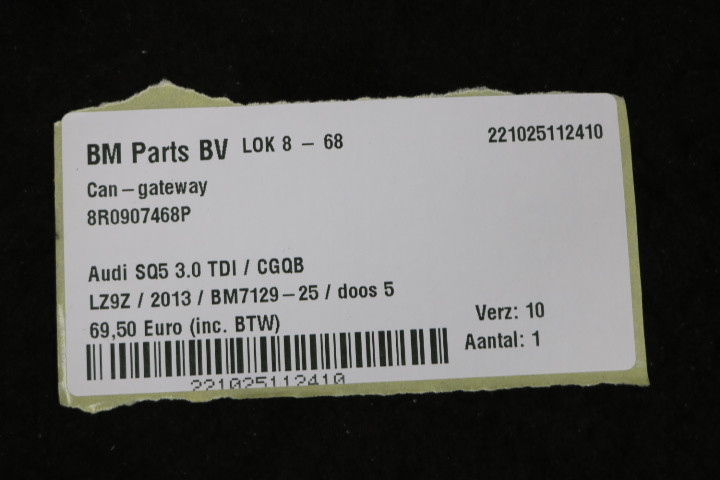 BM Parts BV LOK 8 - 68 221025112410
Can-gateway
8R0907468P
Audi SQ5 3.0 TDI / CGQB
LZ9Z / 2013 / BM7129-25 / doos 5
69,50 Euro (inc. BTW)
Verz: 10
Aantal: 1
221025112410